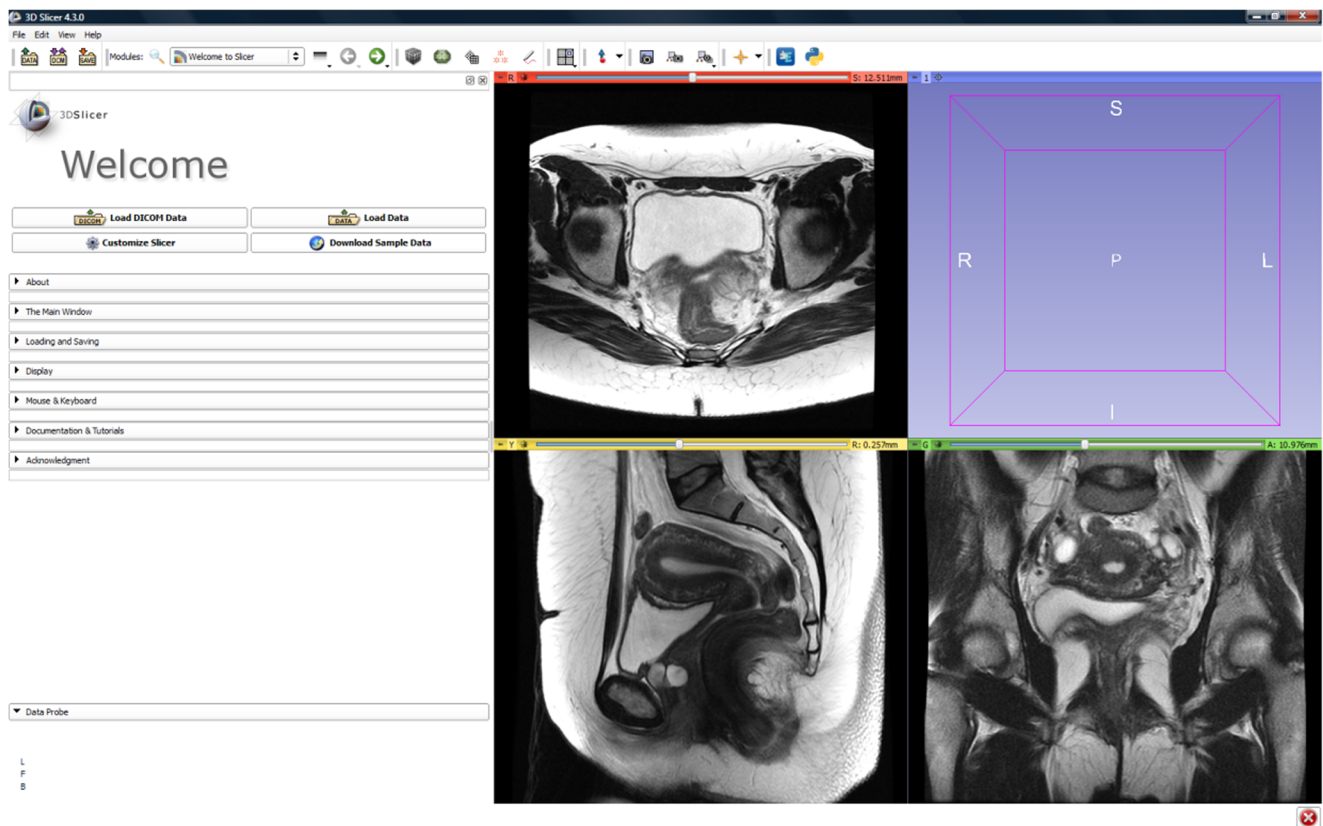 3D Slicer 4.3.0
File Edit View Help
DATA DCM SAVE Modules: Welcome to Slicer
R S: 12.511mm 1
3DSlicer
Welcome
DICOM Load DICOM Data DATA Load Data
Customize Slicer Download Sample Data
About
The Main Window
Loading and Saving
Display
Mouse & Keyboard
Documentation & Tutorials
Acknowledgment
Data Probe
L
F
B
S
R P L
I
Y R: 0.257mm G A: 10.976mm